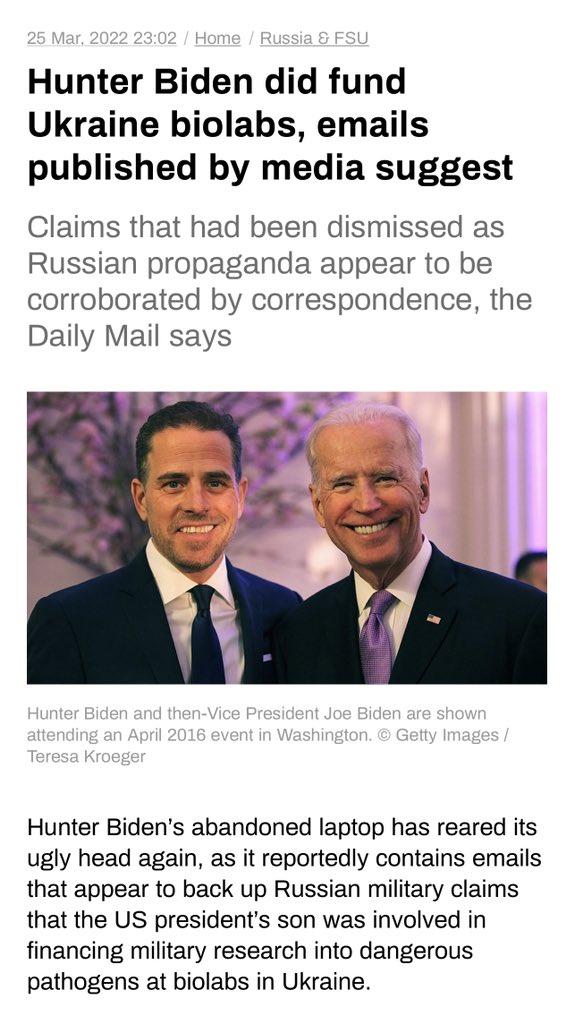 25 Mar, 2022 23:02 / Home / Russia & FSU
Hunter Biden did fund
Ukraine biolabs, emails
published by media suggest
Claims that had been dismissed as
Russian propaganda appear to be
corroborated by correspondence, the
Daily Mail says
Hunter Biden and then-Vice President Joe Biden are shown
attending an April 2016 event in Washington. © Getty Images /
Teresa Kroeger
Hunter Biden’s abandoned laptop has reared its
ugly head again, as it reportedly contains emails
that appear to back up Russian military claims
that the US president’s son was involved in
financing military research into dangerous
pathogens at biolabs in Ukraine.